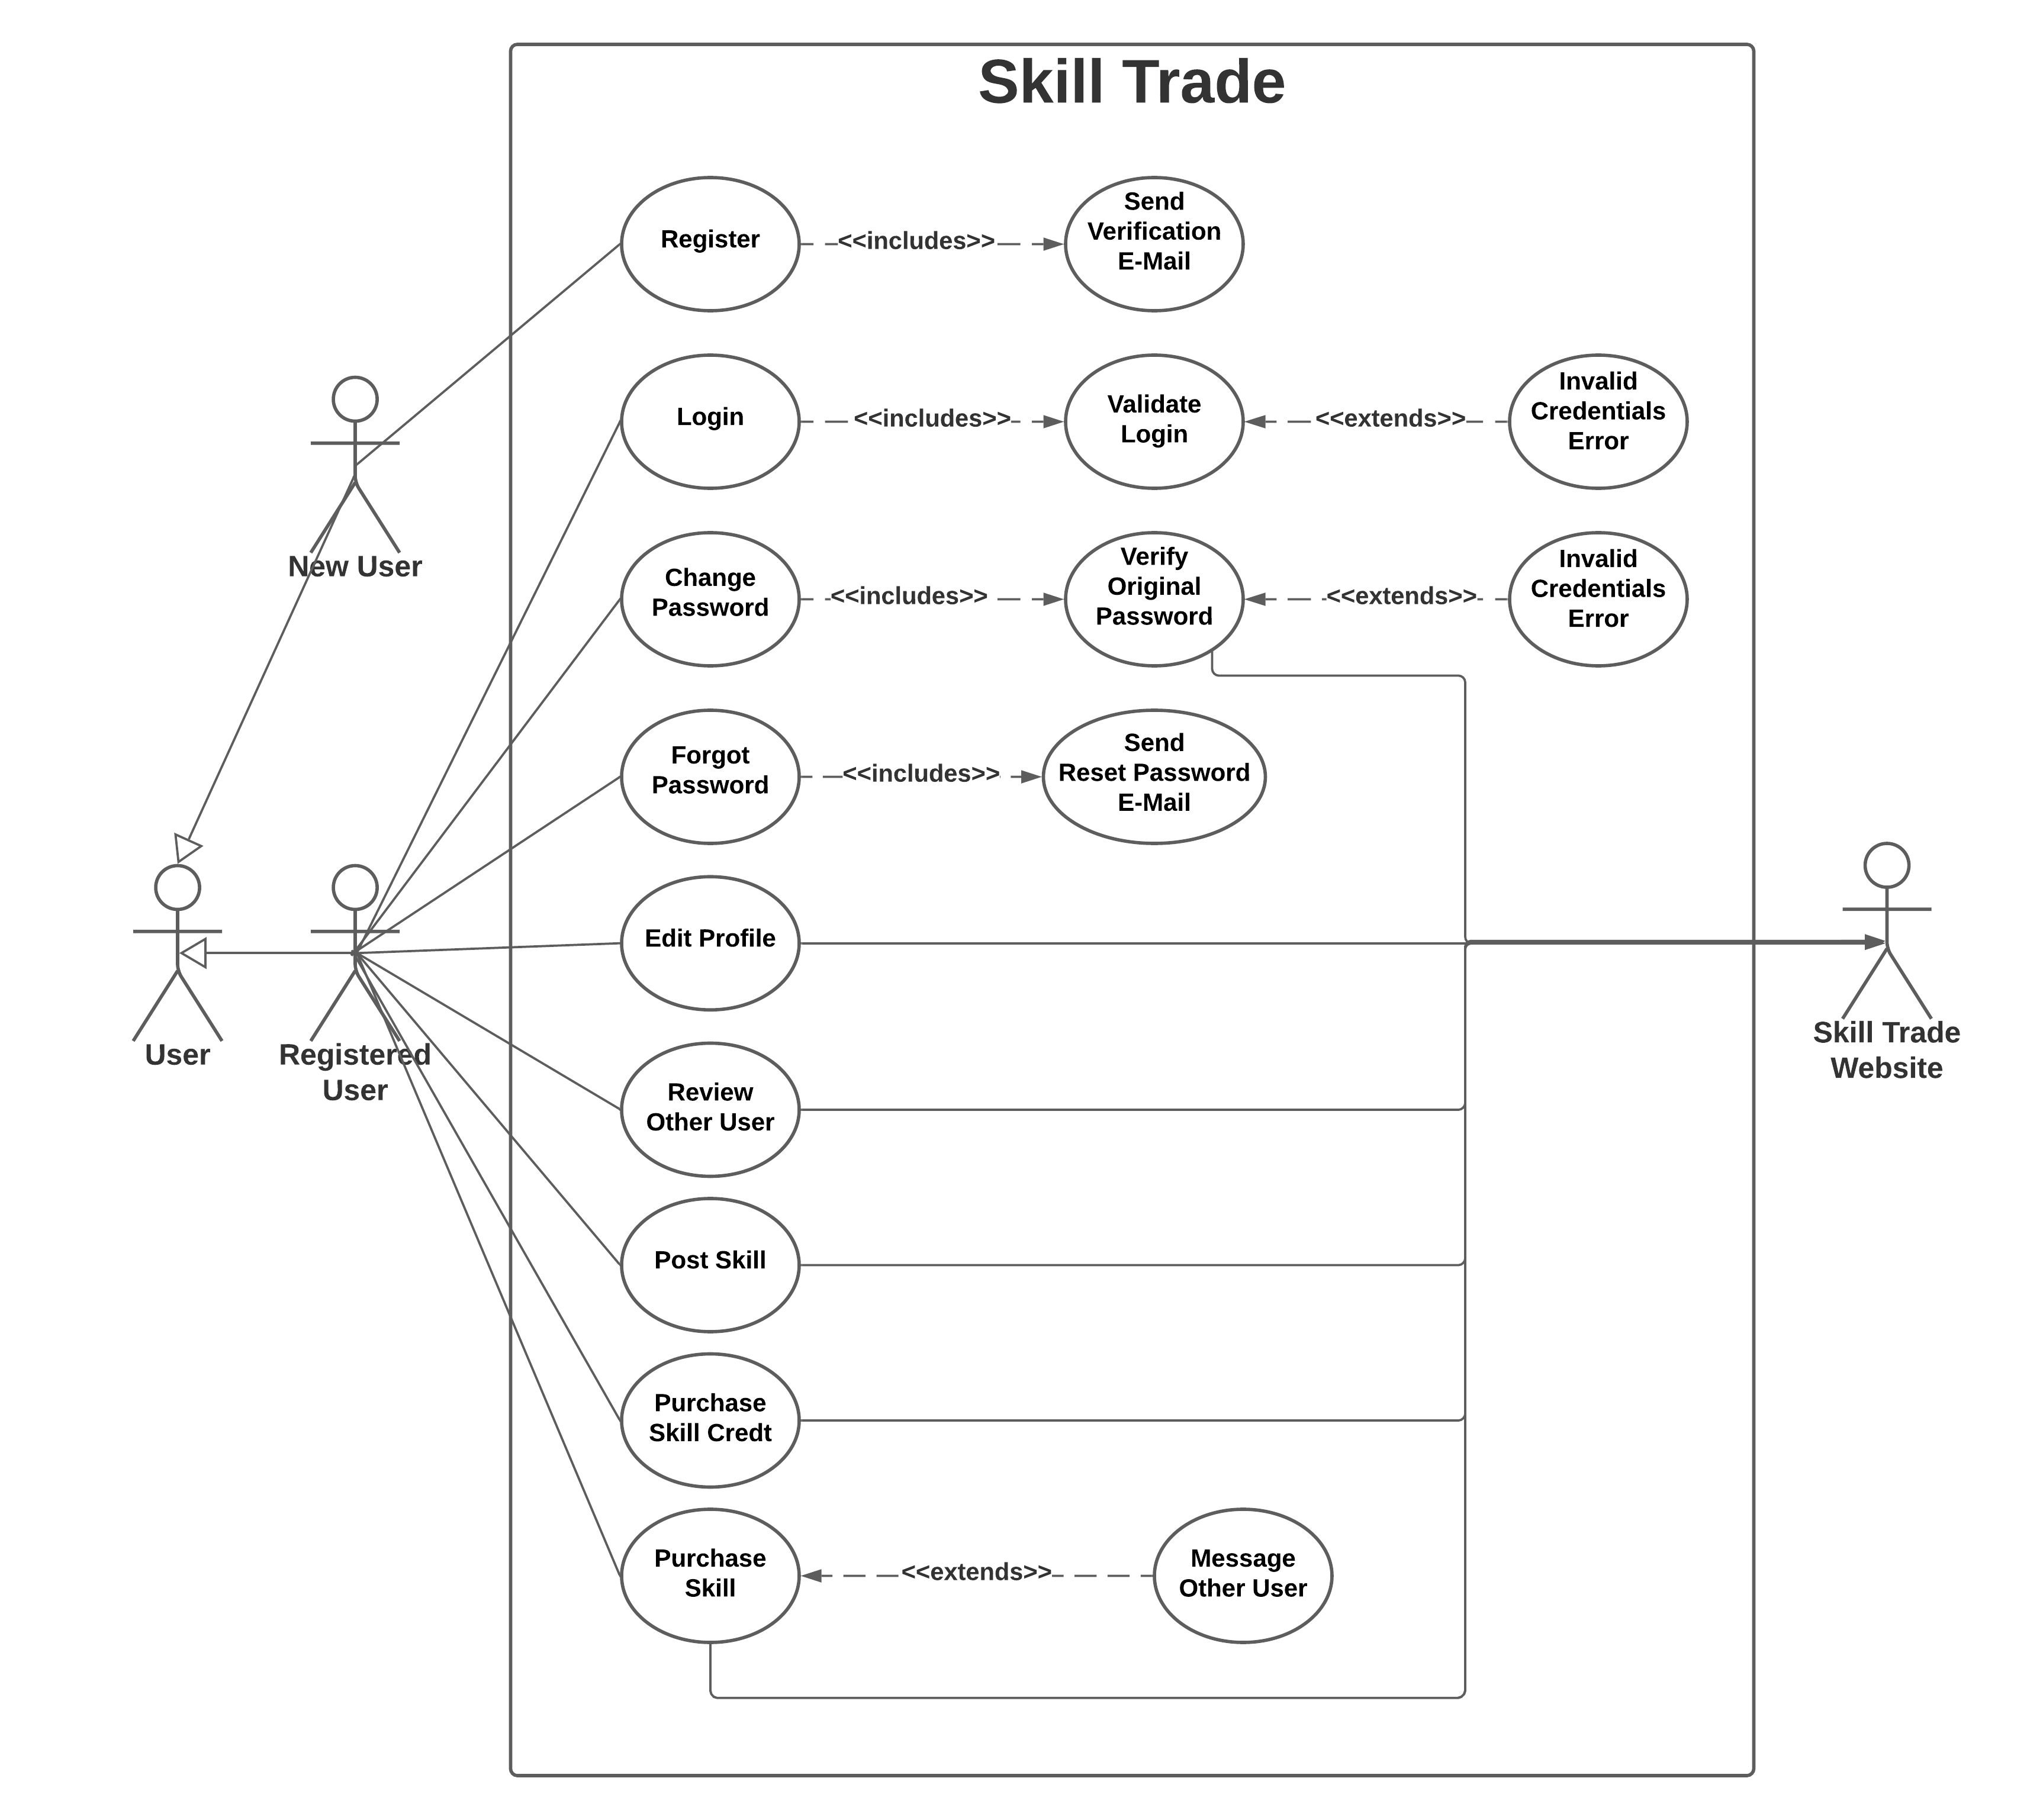 Skill Trade
Register
<<includes>>
Send
Verification
E-Mail
Login
<<includes>>
Validate
Login
<<extends>>
Invalid
Credentials
Error
New User
Change
Password
<<includes>>
Verify
Original
Password
<<extends>>
Invalid
Credentials
Error
Forgot
Password
<<includes>>
Send
Reset Password
E-Mail
User
Registered
User
Edit Profile
Skill Trade
Website
Review
Other User
Post Skill
Purchase
Skill Credt
Purchase
Skill
<<extends>>
Message
Other User